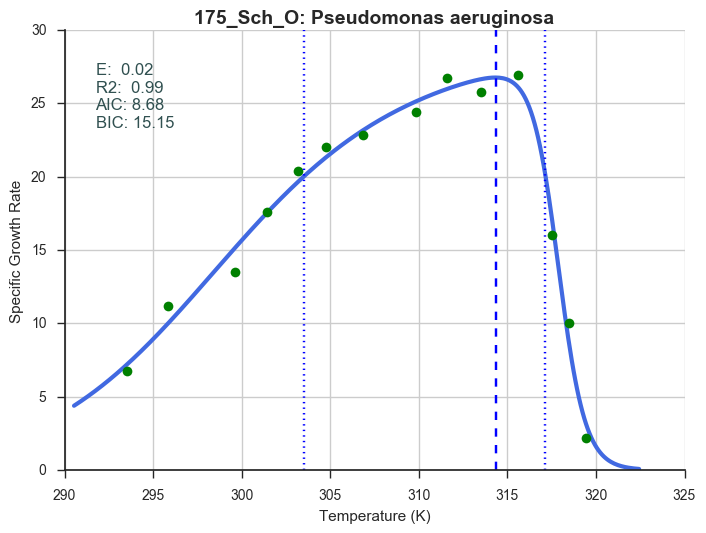 175_Sch_O: Pseudomonas aeruginosa
E:  0.02
R2:  0.99
AIC: 8.68
BIC: 15.15
Specific Growth Rate
30
25
20
15
10
5
0
290 295 300 305 310 315 320 325
Temperature (K)